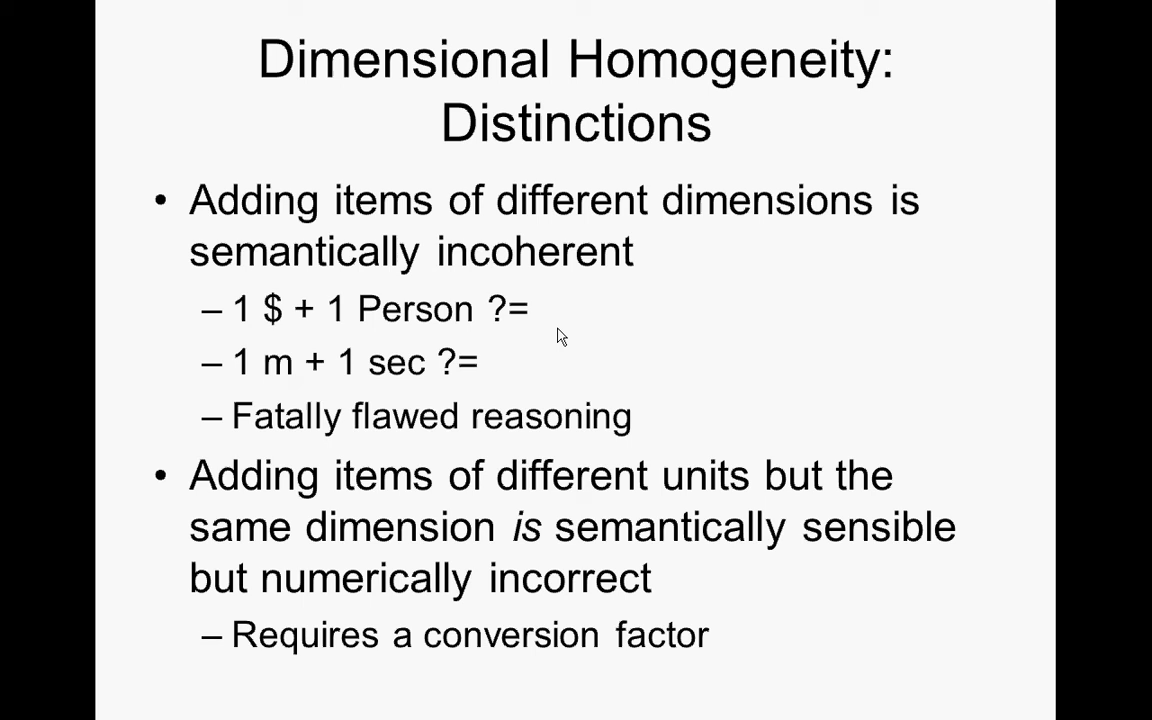 Dimensional Homogeneity:
Distinctions
• Adding items of different dimensions is
semantically incoherent
– 1 $ + 1 Person ?=
– 1 m + 1 sec ?=
– Fatally flawed reasoning
• Adding items of different units but the
same dimension is semantically sensible
but numerically incorrect
– Requires a conversion factor